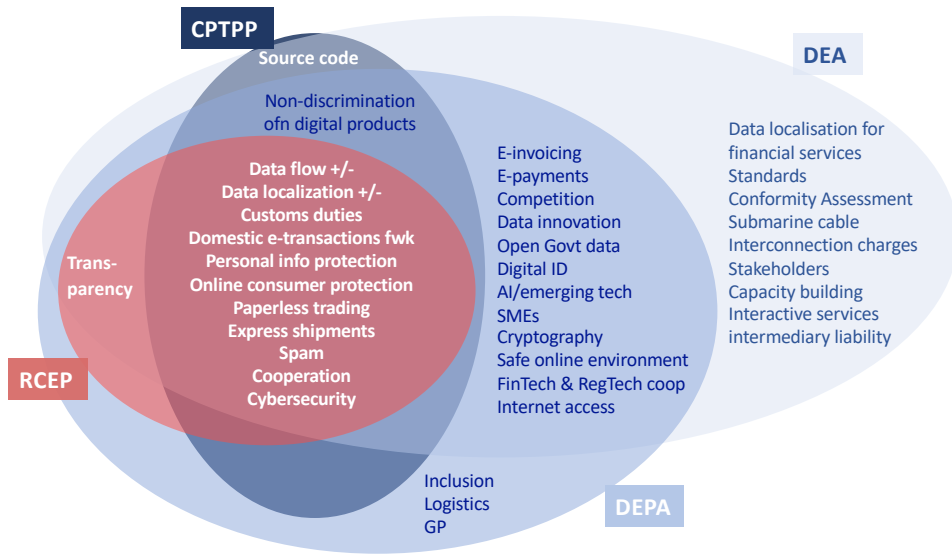 CPTPP
Source code
DEA
Non-discrimination
ofn digital products
Data flow +/-
Data localization +/-
Customs duties
Domestic e-transactions fwk
Personal info protection
Online consumer protection
Paperless trading
Express shipments
Spam
Cooperation
Cybersecurity
Trans-
parency
RCEP
E-invoicing
E-payments
Competition
Data innovation
Open Govt data
Digital ID
AI/emerging tech
SMEs
Cryptography
Safe online environment
FinTech & RegTech coop
Internet access
Data localisation for
financial services
Standards
Conformity Assessment
Submarine cable
Interconnection charges
Stakeholders
Capacity building
Interactive services
intermediary liability
Inclusion
Logistics
GP
DEPA